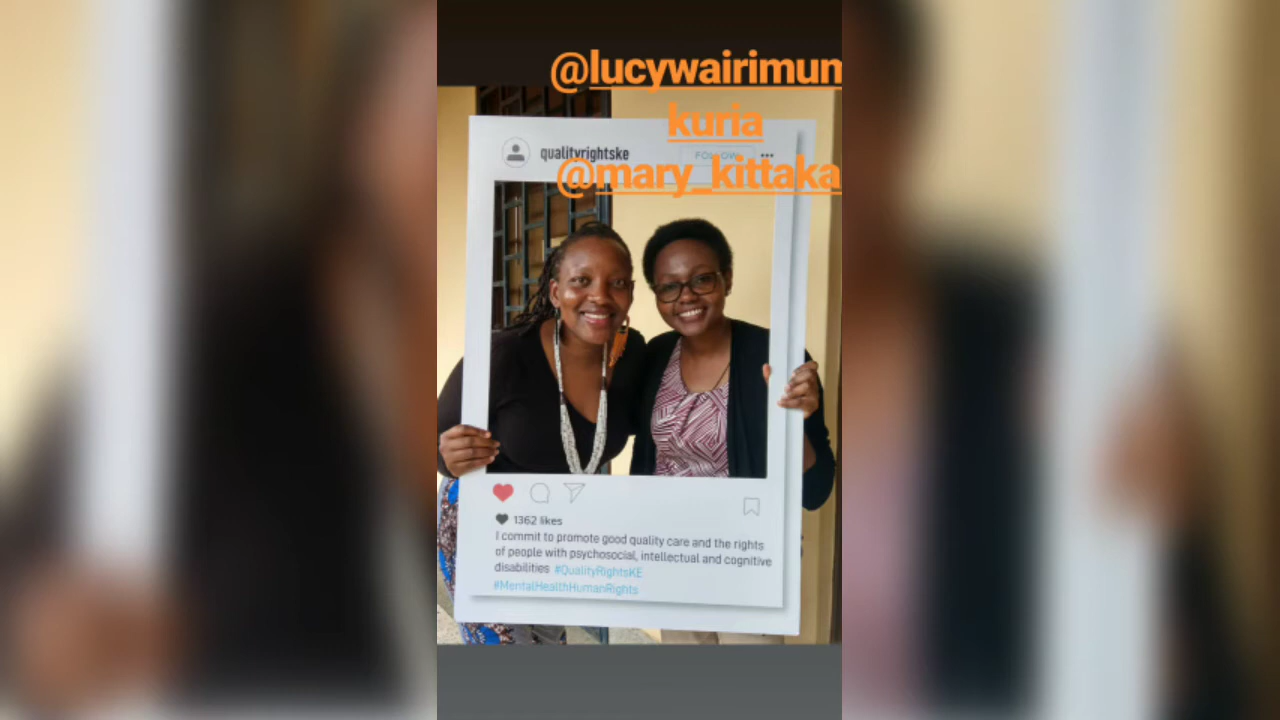 @lucywairimun
kuria
qualityrightske
@mary_kittaka
1362 likes
I commit to promote good quality care and the rights
of people with psychosocial, intellectual and cognitive
disabilities #QualityRightsKE
#MentalHealthHumanRights